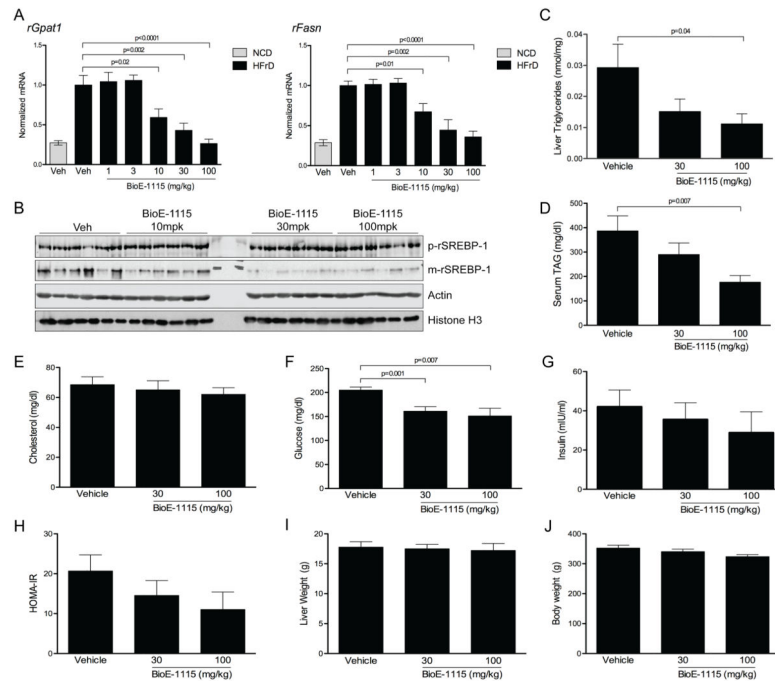 A
rGpat1
p<0.0001
p=0.002
p=0.02
Normalized mRNA
1.5
1.0
0.5
0.0
Veh Veh 1 3 10 30 100
BioE-1115 (mg/kg)
NCD
HFrD
rFasn
p<0.0001
p=0.002
p<0.01
Normalized mRNA
1.5
1.0
0.5
0.0
Veh Veh 1 3 10 30 100
BioE-1115 (mg/kg)
NCD
HFrD
C
p=0.04
Liver Triglycerides (nmol/mg)
0.04
0.03
0.02
0.01
0.00
Vehicle 30 100
BioE-1115 (mg/kg)
B
Veh
BioE-1115
10mpk
BioE-1115
30mpk
BioE-1115
100mpk
p-rSREBP-1
m-rSREBP-1
Actin
Histone H3
D
p=0.007
Serum TAG (mg/dl)
500
400
300
200
100
0
Vehicle 30 100
BioE-1115 (mg/kg)
E
Cholesterol (mg/dl)
80
60
40
20
0
Vehicle 30 100
BioE-1115 (mg/kg)
F
p=0.007
p=0.001
Glucose (mg/dl)
250
200
150
100
50
0
Vehicle 30 100
BioE-1115 (mg/kg)
G
Insulin (mIU/ml)
60
40
20
0
Vehicle 30 100
BioE-1115 (mg/kg)
H
HOMA-IR
30
20
10
0
Vehicle 30 100
BioE-1115 (mg/kg)
I
Liver Weight (g)
20
15
10
5
0
Vehicle 30 100
BioE-1115 (mg/kg)
J
Body weight (g)
400
300
200
100
0
Vehicle 30 100
BioE-1115 (mg/kg)